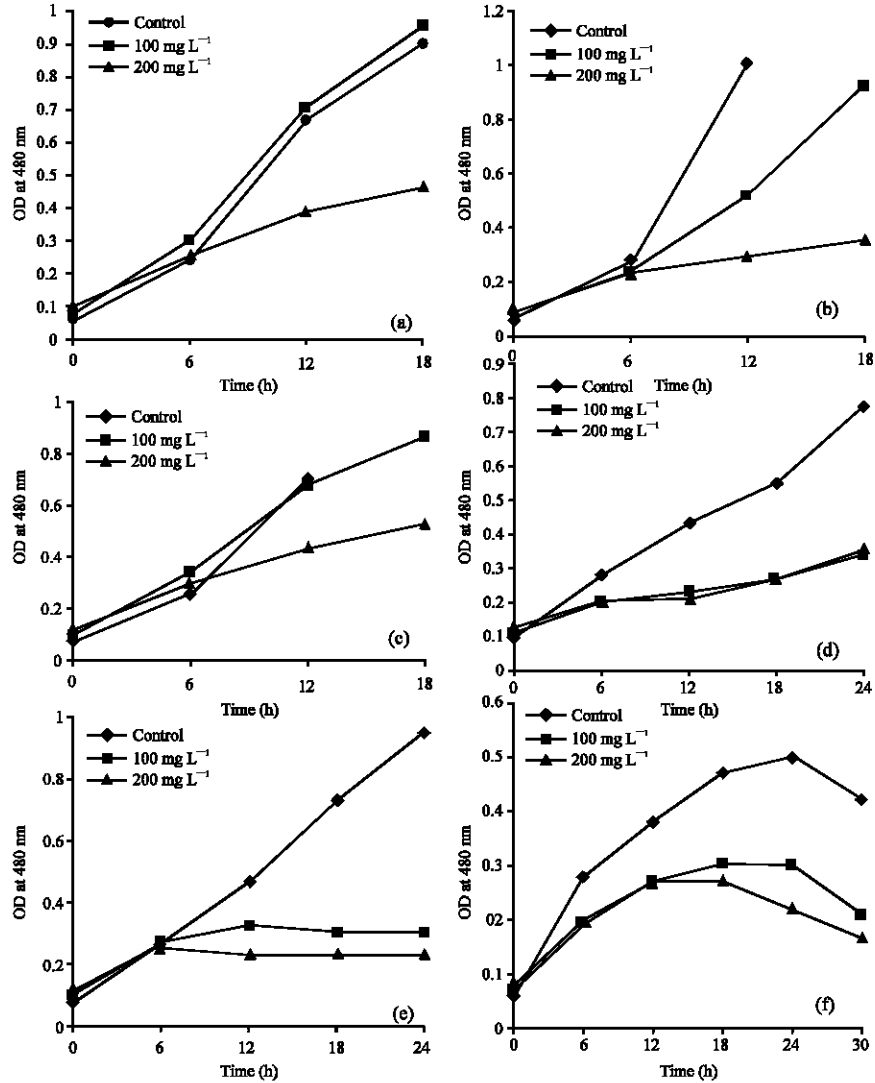 1
0.9
0.8
0.7
0.6
0.5
0.4
0.3
0.2
0.1
0
OD at 480 nm
Control
100 mg L⁻¹
200 mg L⁻¹
(a)
0 6 12 18
Time (h)
1.2
1
0.8
0.6
0.4
0.2
0
OD at 480 nm
Control
100 mg L⁻¹
200 mg L⁻¹
(b)
0 6 12 18
Time (h)
1
0.8
0.6
0.4
0.2
0
OD at 480 nm
Control
100 mg L⁻¹
200 mg L⁻¹
(c)
0 6 12 18
Time (h)
0.9
0.8
0.7
0.6
0.5
0.4
0.3
0.2
0.1
0
OD at 480 nm
Control
100 mg L⁻¹
200 mg L⁻¹
(d)
0 6 12 18 24
Time (h)
1
0.8
0.6
0.4
0.2
0
OD at 480 nm
Control
100 mg L⁻¹
200 mg L⁻¹
(e)
0 6 12 18 24
Time (h)
0.6
0.5
0.4
0.3
02
0.1
0
OD at 480 nm
Control
100 mg L⁻¹
200 mg L⁻¹
(f)
0 6 12 18 24 30
Time (h)